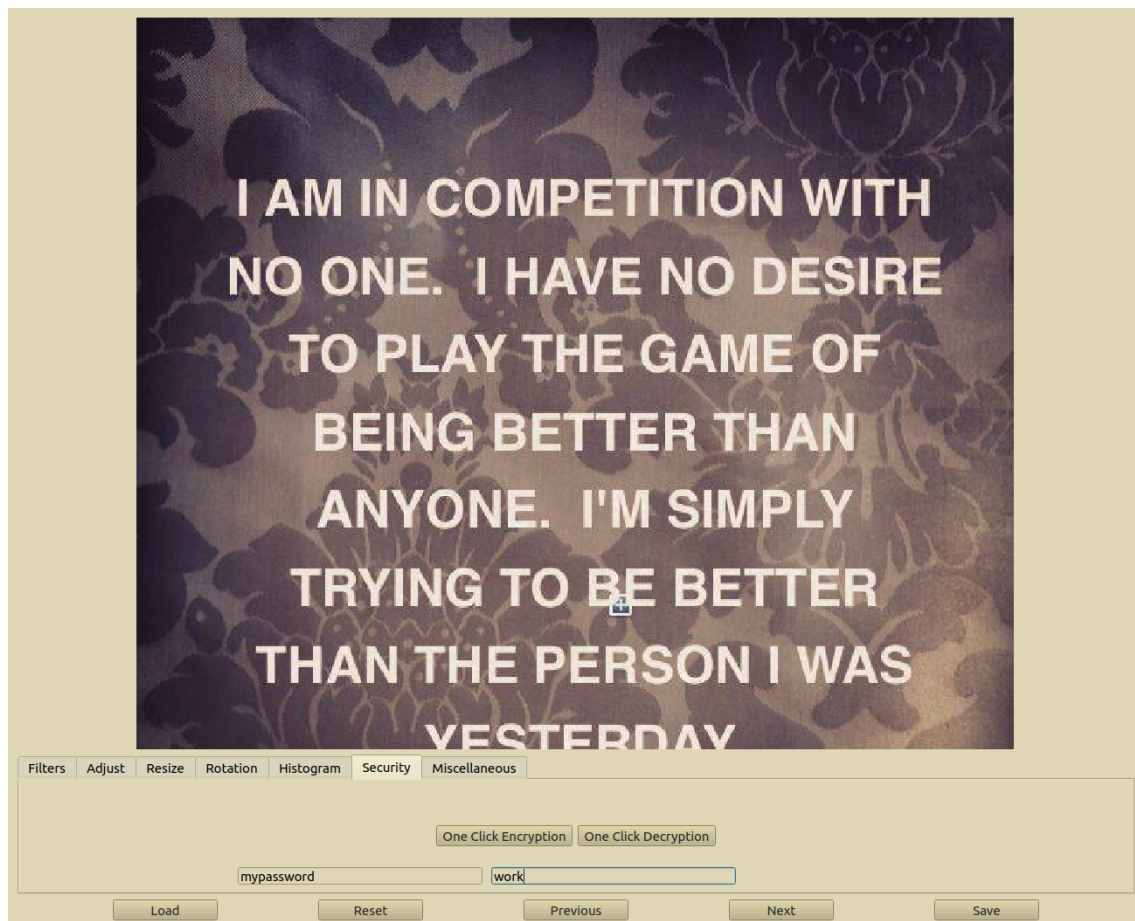 I AM IN COMPETITION WITH
NO ONE. I HAVE NO DESIRE
TO PLAY THE GAME OF
BEING BETTER THAN
ANYONE. I'M SIMPLY
TRYING TO BE BETTER
THAN THE PERSON I WAS
YESTERDAY
Filters Adjust Resize Rotation Histogram Security Miscellaneous
One Click Encryption One Click Decryption
mypassword work
Load Reset Previous Next Save